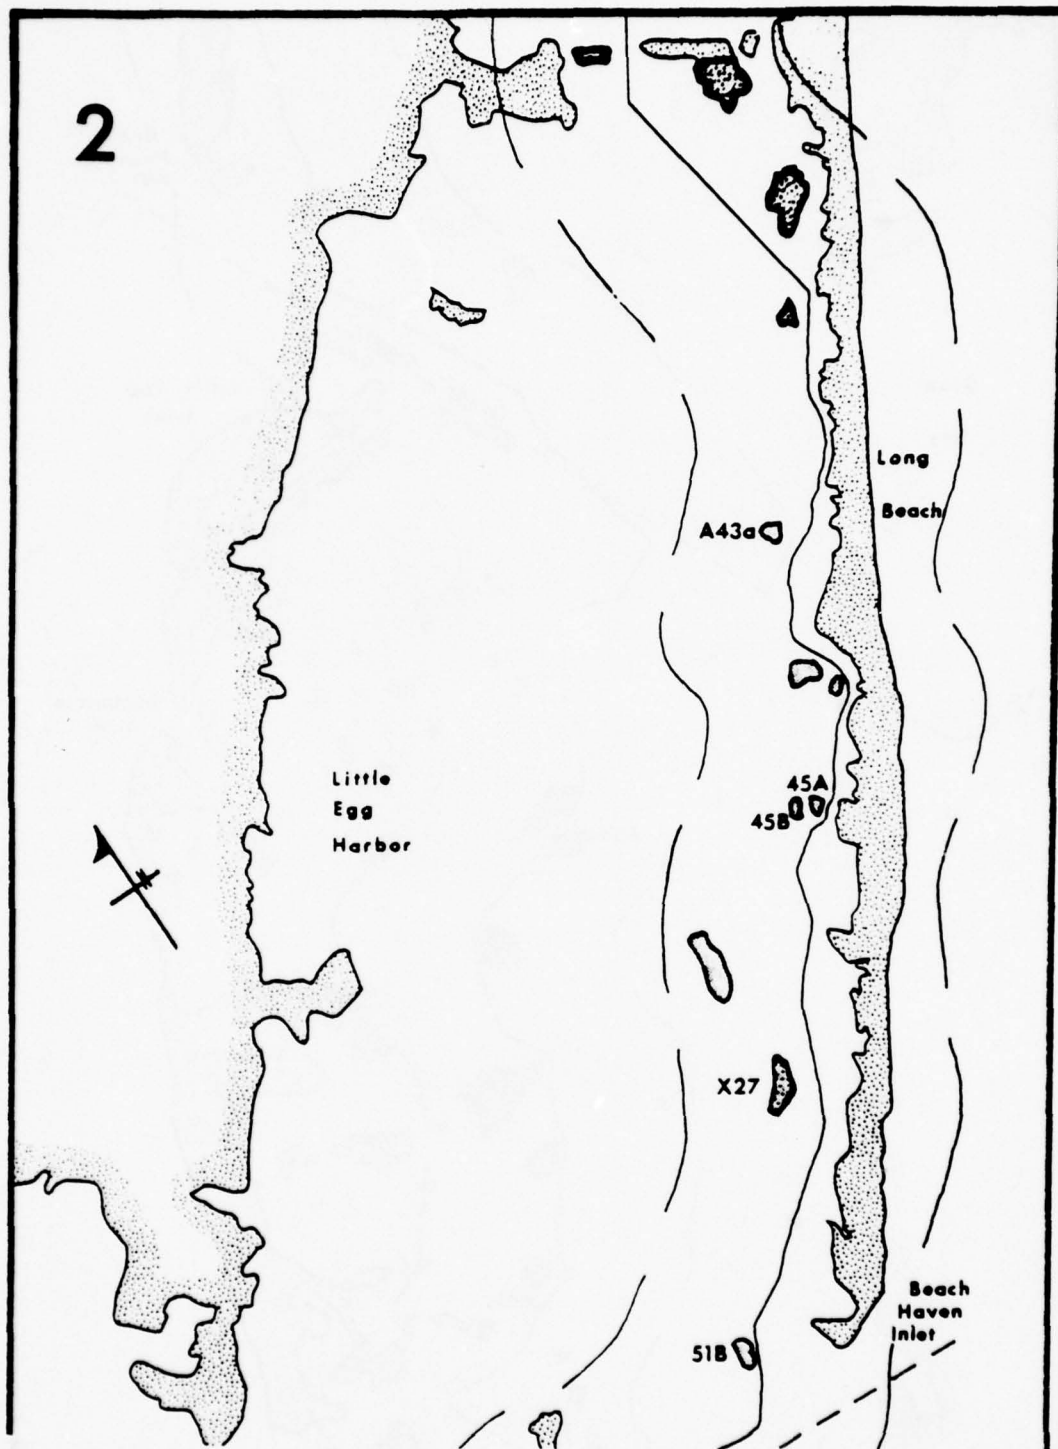 2
Long
Beach
A43a
Little
Egg
Harbor
45A
45B
X27
Beach
Haven
Inlet
51B